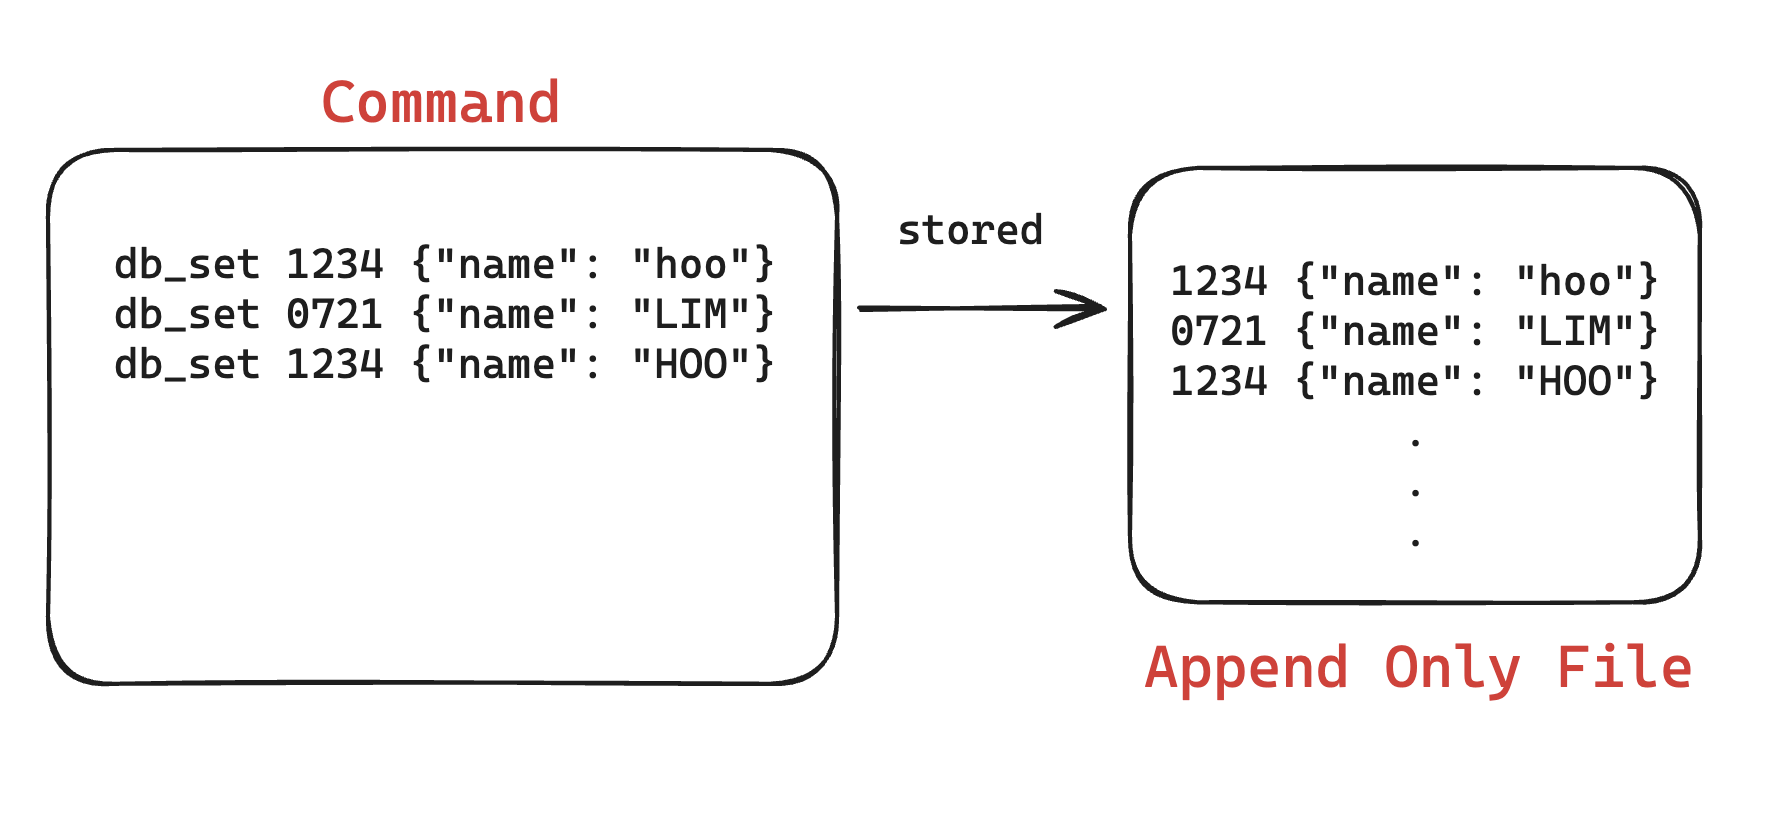 Command
db_set 1234 {"name": "hoo"}
db_set 0721 {"name": "LIM"}
db_set 1234 {"name": "HOO"}
stored
1234 {"name": "hoo"}
0721 {"name": "LIM"}
1234 {"name": "HOO"}
.
.
.
Append Only File